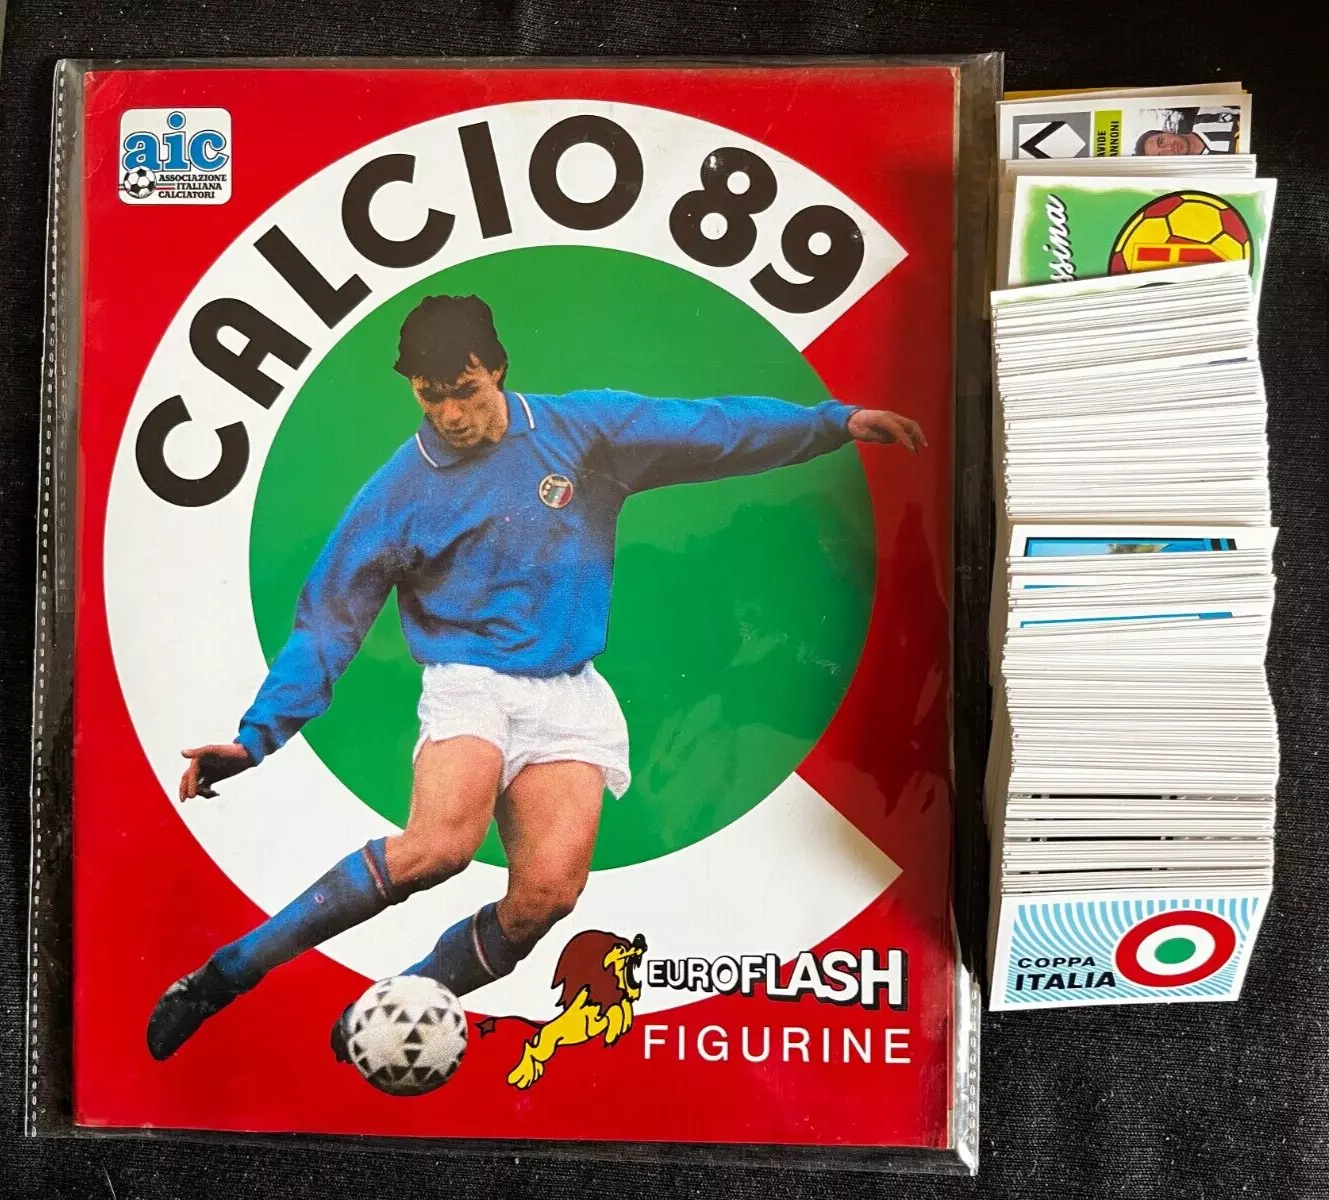 aic
ASSOCIAZIONE
ITALIANA
CALCIATORI
CALCIO 89
EUROFLASH
FIGURINE
COPPA
ITALIA